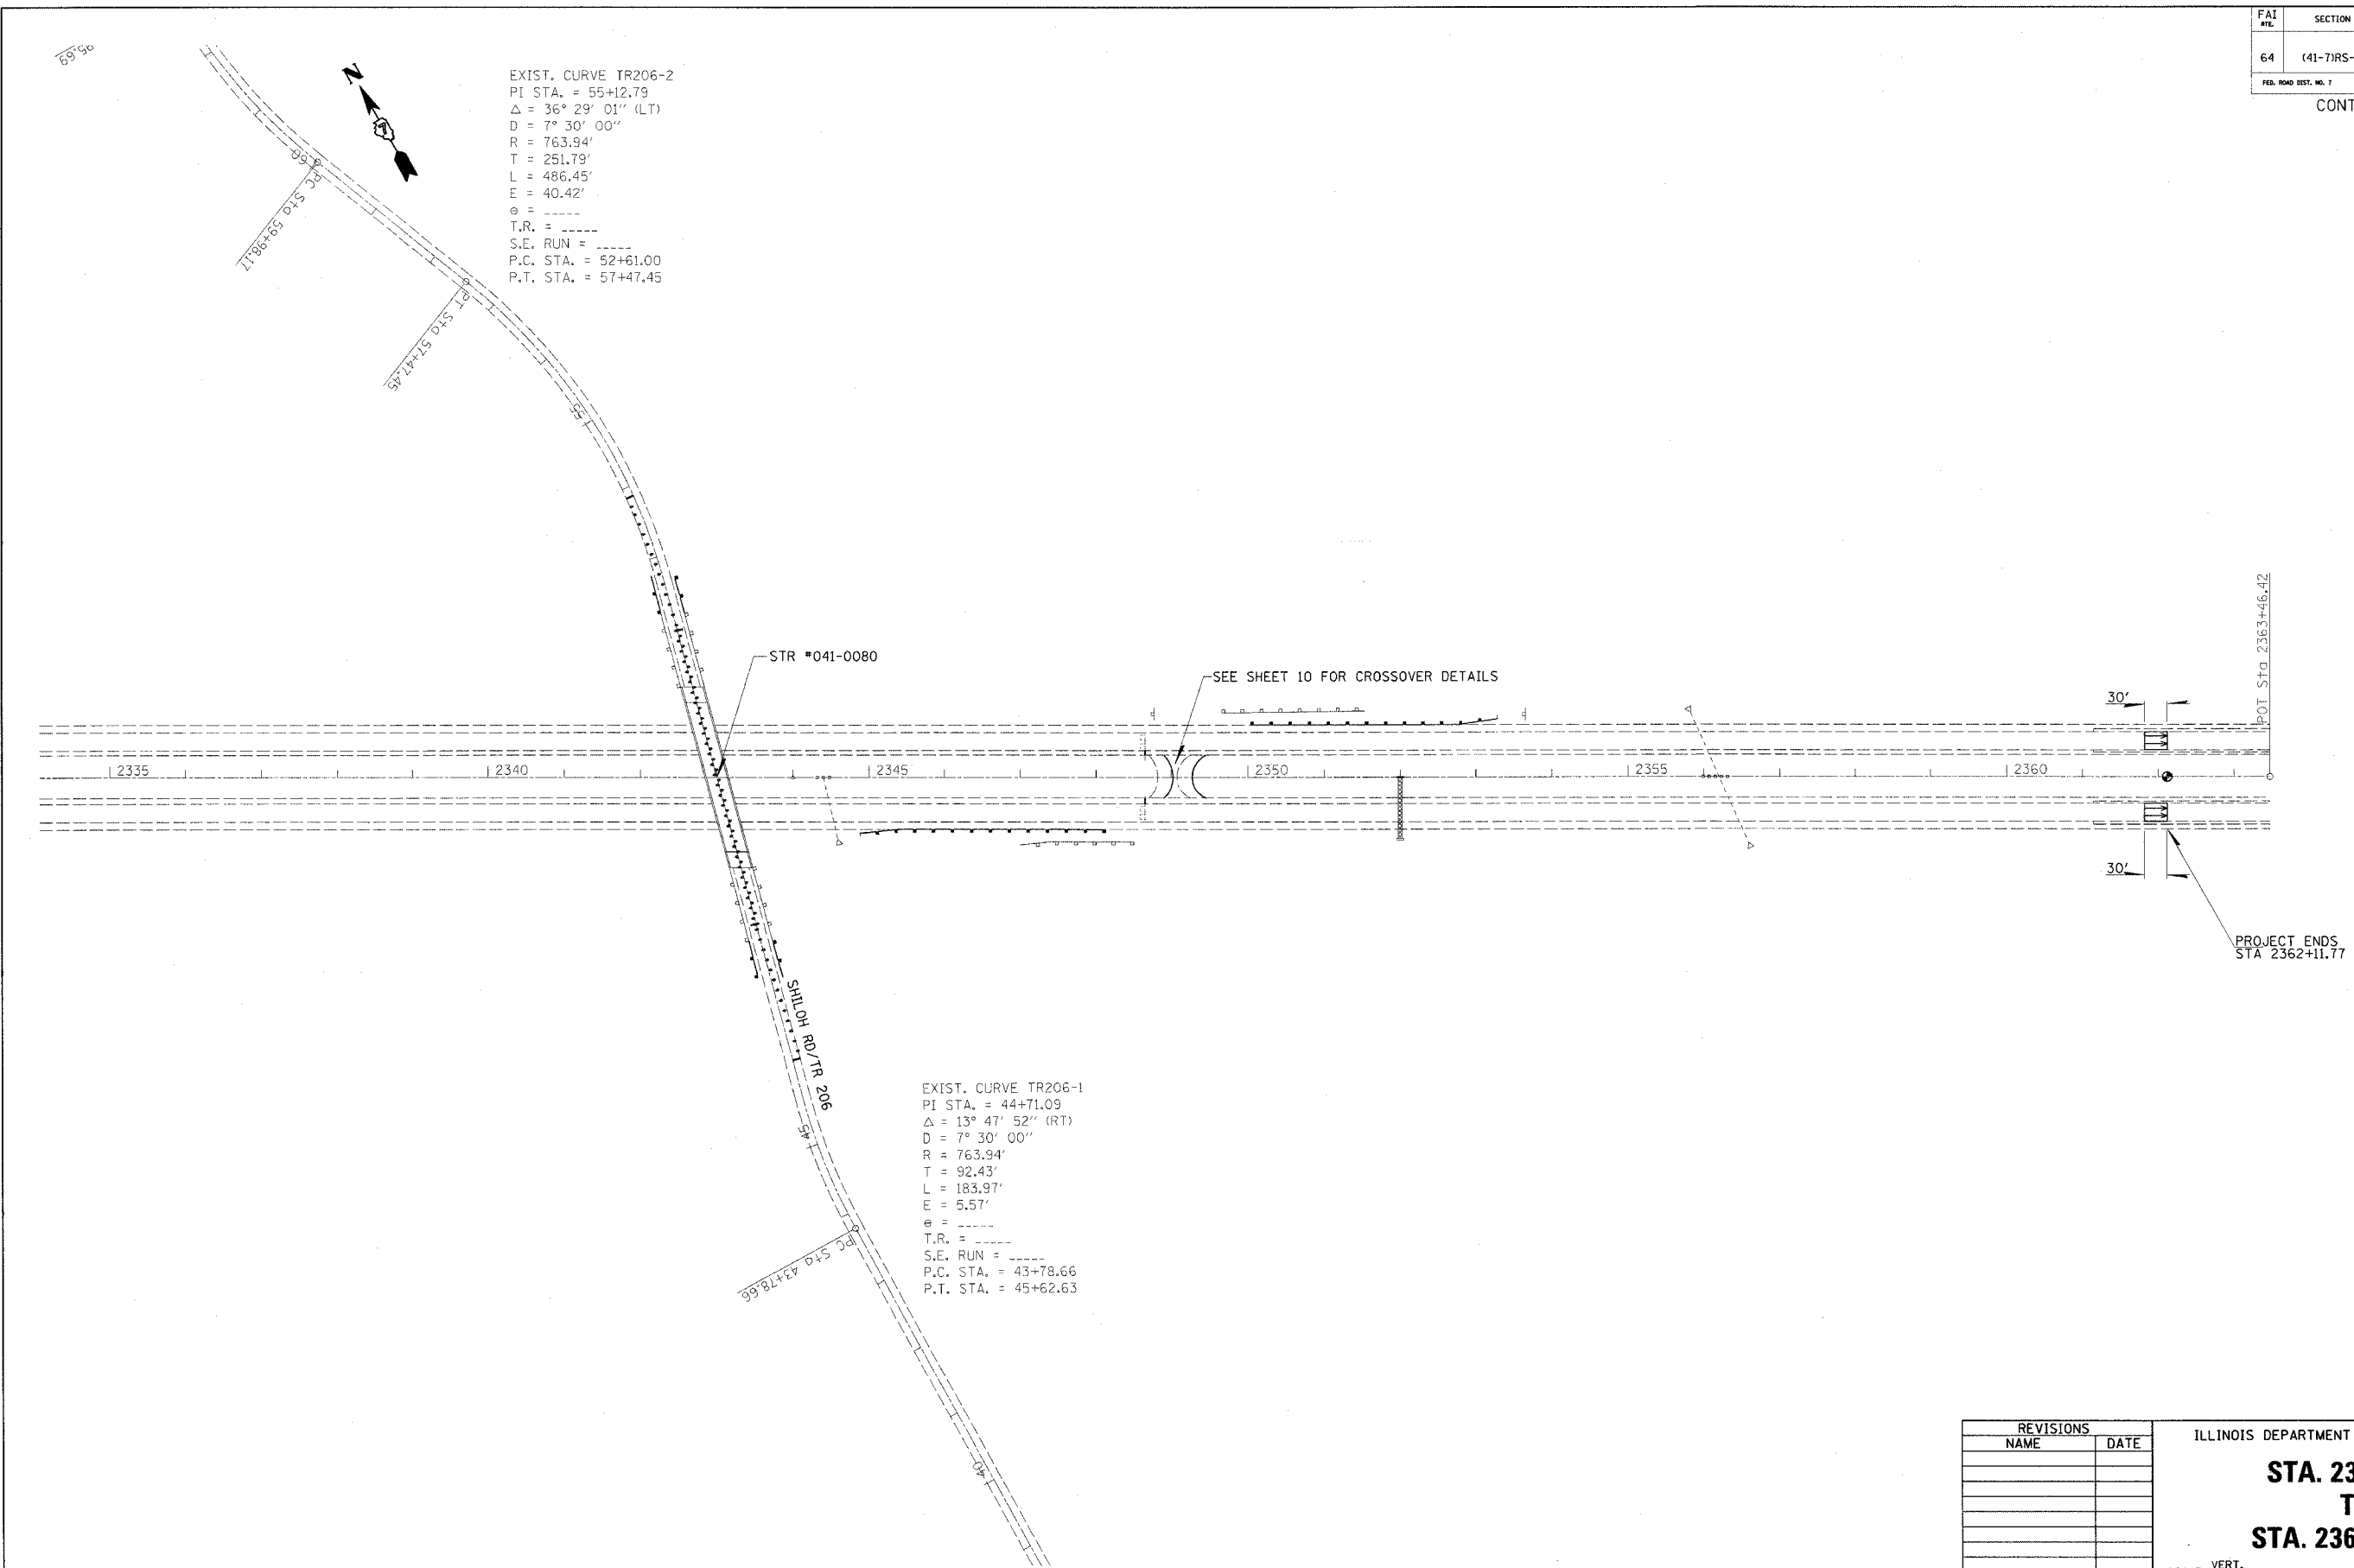 FAI
RTE.
SECTION
64
(41-7)RS-
FED. ROAD DIST. NO. 7
CONT
95.69
N
7
EXIST. CURVE TR206-2
PI STA. = 55+12.79
Δ = 36° 29' 01" (LT)
D = 7° 30' 00"
R = 763.94'
T = 251.79'
L = 486.45'
E = 40.42'
e = _____
T.R. = _____
S.E. RUN = _____
P.C. STA. = 52+61.00
P.T. STA. = 57+47.45
60
PC Sta 59+98.17
PT Sta 57+47.45
55
STR #041-0080
SEE SHEET 10 FOR CROSSOVER DETAILS
POT Sta 2363+46.42
30'
2335
2340
2345
2350
2355
2360
30'
PROJECT ENDS
STA 2362+11.77
SHILOH RD/TR 206
EXIST. CURVE TR206-1
PI STA. = 44+71.09
Δ = 13° 47' 52" (RT)
D = 7° 30' 00"
R = 763.94'
T = 92.43'
L = 183.97'
E = 5.57'
e = _____
T.R. = _____
S.E. RUN = _____
P.C. STA. = 43+78.66
P.T. STA. = 45+62.63
45
PC Sta 43+78.66
40
REVISIONS
NAME DATE
ILLINOIS DEPARTMENT
STA. 23
T
STA. 236
VERT.